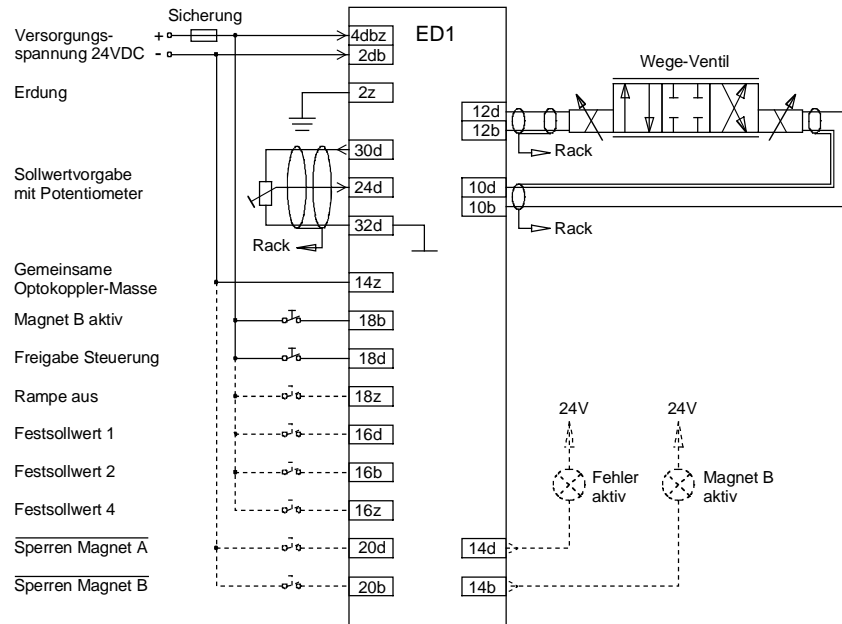 Sicherung
Versorgungs-
spannung 24VDC
+
-
4dbz
2db
ED1
Erdung
2z
Wege-Ventil
12d
12b
Rack
30d
Sollwertvorgabe
mit Potentiometer
24d
32d
Rack
10d
10b
Rack
Gemeinsame
Optokoppler-Masse
14z
Magnet B aktiv
18b
Freigabe Steuerung
18d
Rampe aus
18z
Festsollwert 1
16d
Festsollwert 2
16b
Festsollwert 4
16z
Sperren Magnet A
20d
Sperren Magnet B
20b
24V
24V
Fehler
aktiv
Magnet B
aktiv
14d
14b